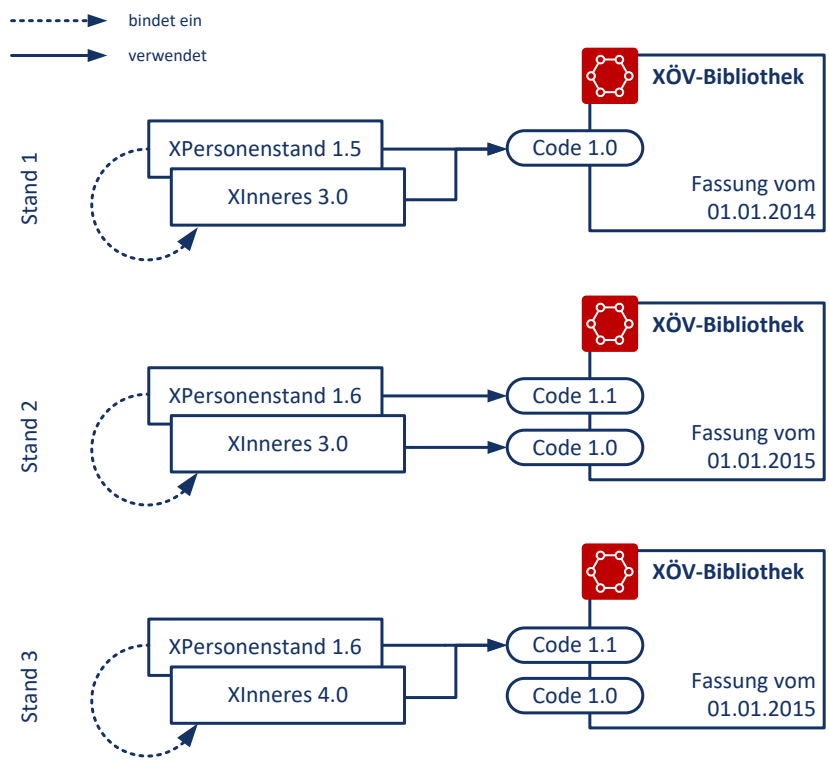 bindet ein
verwendet
Stand 1
XPersonenstand 1.5
XInneres 3.0
Code 1.0
XÖV-Bibliothek
Fassung vom
01.01.2014
Stand 2
XPersonenstand 1.6
XInneres 3.0
Code 1.1
Code 1.0
XÖV-Bibliothek
Fassung vom
01.01.2015
Stand 3
XPersonenstand 1.6
XInneres 4.0
Code 1.1
Code 1.0
XÖV-Bibliothek
Fassung vom
01.01.2015